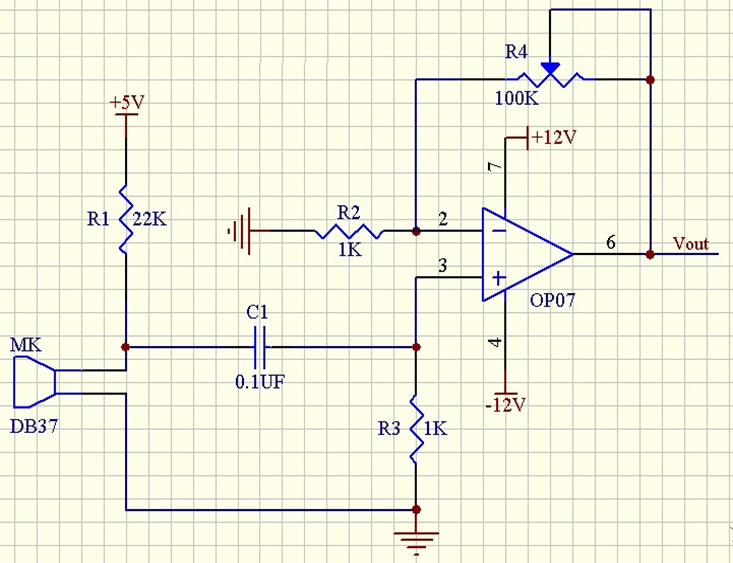 R4
100K
+5V
+12V
7
R1 22K
R2
1K
2
3
6
Vout
OP07
C1
0.1UF
4
MK
DB37
-12V
R3 1K